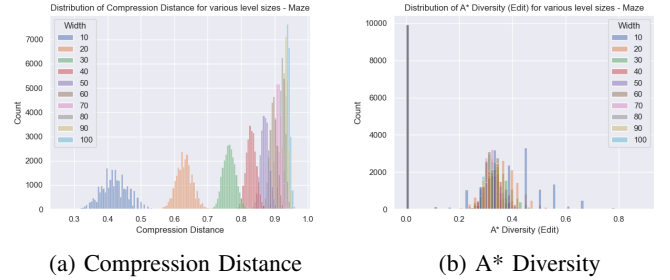 Distribution of Compression Distance for various level sizes - Maze
Width
10
20
30
40
50
60
70
80
90
100
Count
7000
6000
5000
4000
3000
2000
1000
0
0.3 0.4 0.5 0.6 0.7 0.8 0.9 1.0
Compression Distance
(a) Compression Distance
Distribution of A* Diversity (Edit) for various level sizes - Maze
Width
10
20
30
40
50
60
70
80
90
100
Count
10000
8000
6000
4000
2000
0
0.0 0.2 0.4 0.6 0.8
A* Diversity (Edit)
(b) A* Diversity